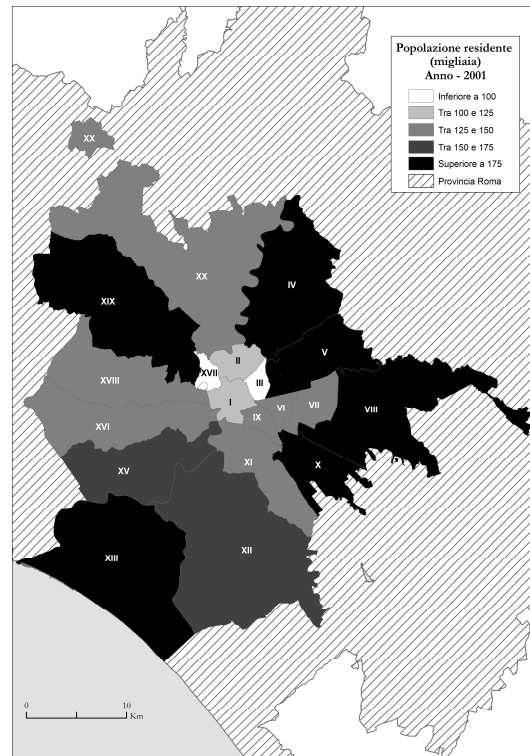 Popolazione residente
(migliaia)
Anno - 2001
Inferiore a 100
Tra 100 e 125
Tra 125 e 150
Tra 150 e 175
Superiore a 175
Provincia Roma
XX
XX
IV
XIX
II
V
XVII
III
XVIII
I
VI
VII
VIII
IX
XVI
XI
X
XV
XII
XIII
0
10
Km